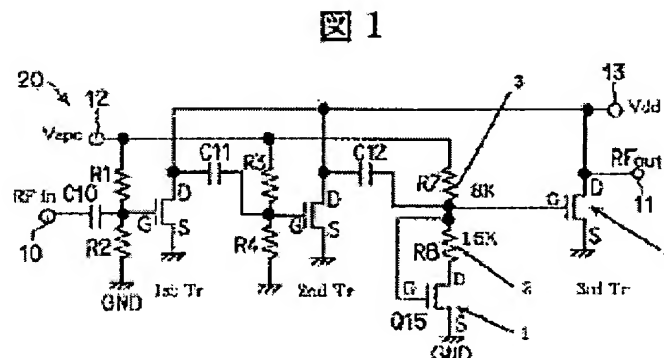 図 1
20
12
13
3
Vapc
Vdd
C11
R3
C12
R1
R7
8K
RFout
RF in
C10
D
D
D
G
G
G
11
10
R2
S
R4
S
15K
S
R8
GND
1st Tr
2nd Tr
D
2
3rd Tr
G
Q15
S
1
GND